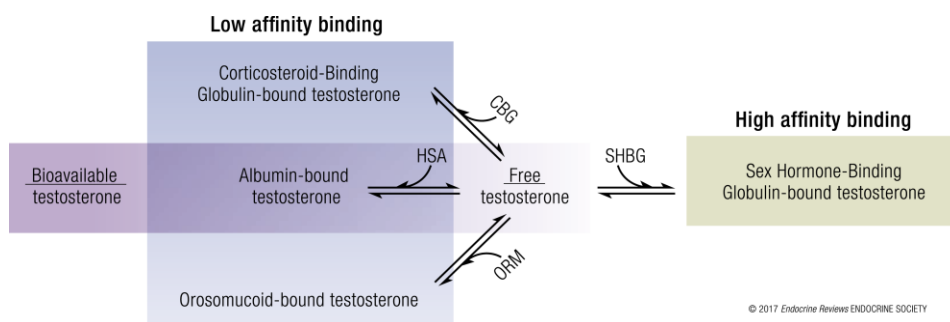 Low affinity binding
Corticosteroid-Binding
Globulin-bound testosterone
CBG
High affinity binding
Bioavailable
testosterone
Albumin-bound
testosterone
HSA
Free
testosterone
SHBG
Sex Hormone-Binding
Globulin-bound testosterone
ORM
Orosomucoid-bound testosterone
© 2017 Endocrine Reviews ENDOCRINE SOCIETY